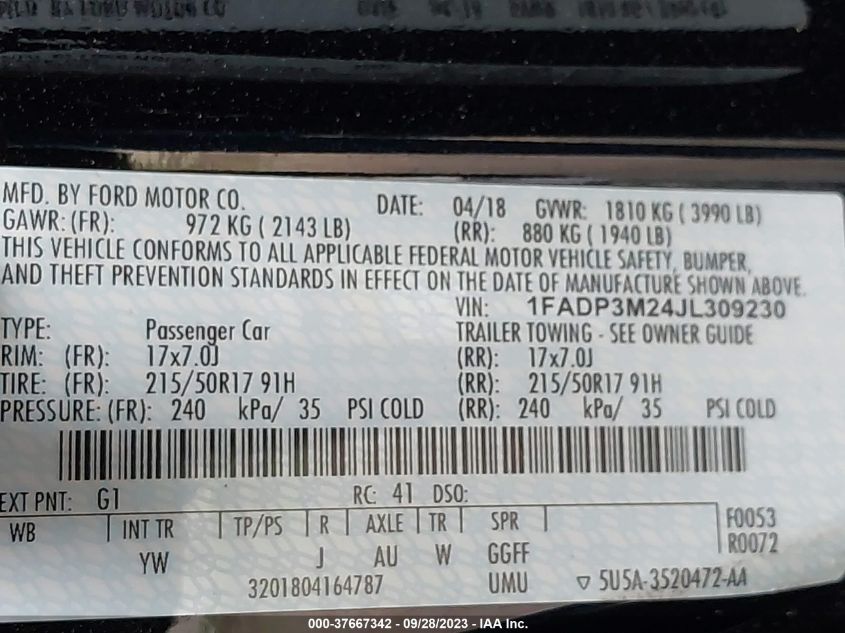 MFD. BY FORD MOTOR CO. DATE: 04/18 GVWR: 1810 KG ( 3990 LB)
GAWR: (FR): 972 KG ( 2143 LB) (RR): 880 KG ( 1940 LB)
THIS VEHICLE CONFORMS TO ALL APPLICABLE FEDERAL MOTOR VEHICLE SAFETY, BUMPER,
AND THEFT PREVENTION STANDARDS IN EFFECT ON THE DATE OF MANUFACTURE SHOWN ABOVE.
VIN: 1FADP3M24JL309230
TYPE: Passenger Car TRAILER TOWING - SEE OWNER GUIDE
RIM: (FR): 17x7.0J (RR): 17x7.0J
TIRE: (FR): 215/50R17 91H (RR): 215/50R17 91H
PRESSURE: (FR): 240 kPa/ 35 PSI COLD (RR): 240 kPa/ 35 PSI COLD
EXT PNT: G1 RC: 41 DSO:
WB INT TR TP/PS R AXLE TR SPR F0053
YW J AU W GGFF R0072
3201804164787 UMU ▽ 5U5A-3520472-AA
000-37667342 / 09/28/2023 - IAA Inc.